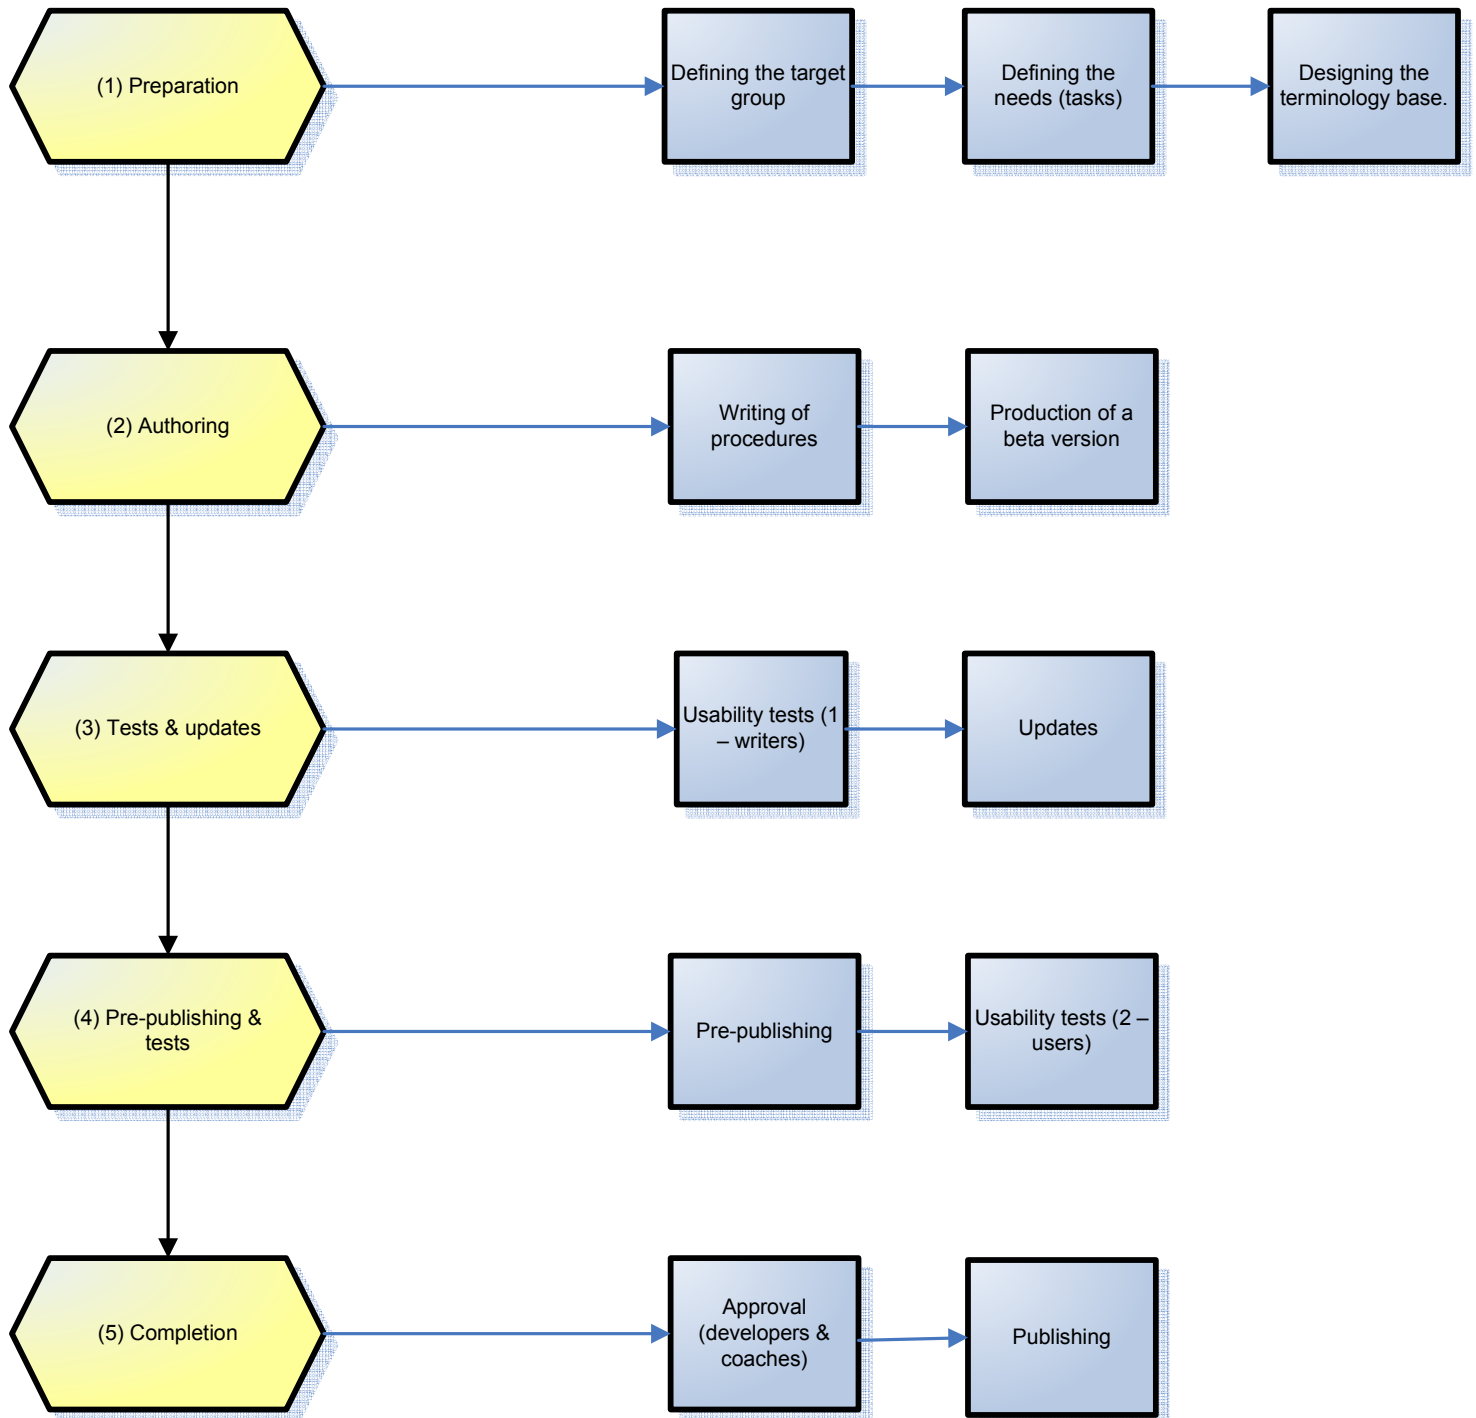 (1) Preparation
Defining the target
group
Defining the
needs (tasks)
Designing the
terminology base.
(2) Authoring
Writing of
procedures
Production of a
beta version
(3) Tests & updates
Usability tests (1
– writers)
Updates
(4) Pre-publishing &
tests
Pre-publishing
Usability tests (2 –
users)
(5) Completion
Approval
(developers &
coaches)
Publishing